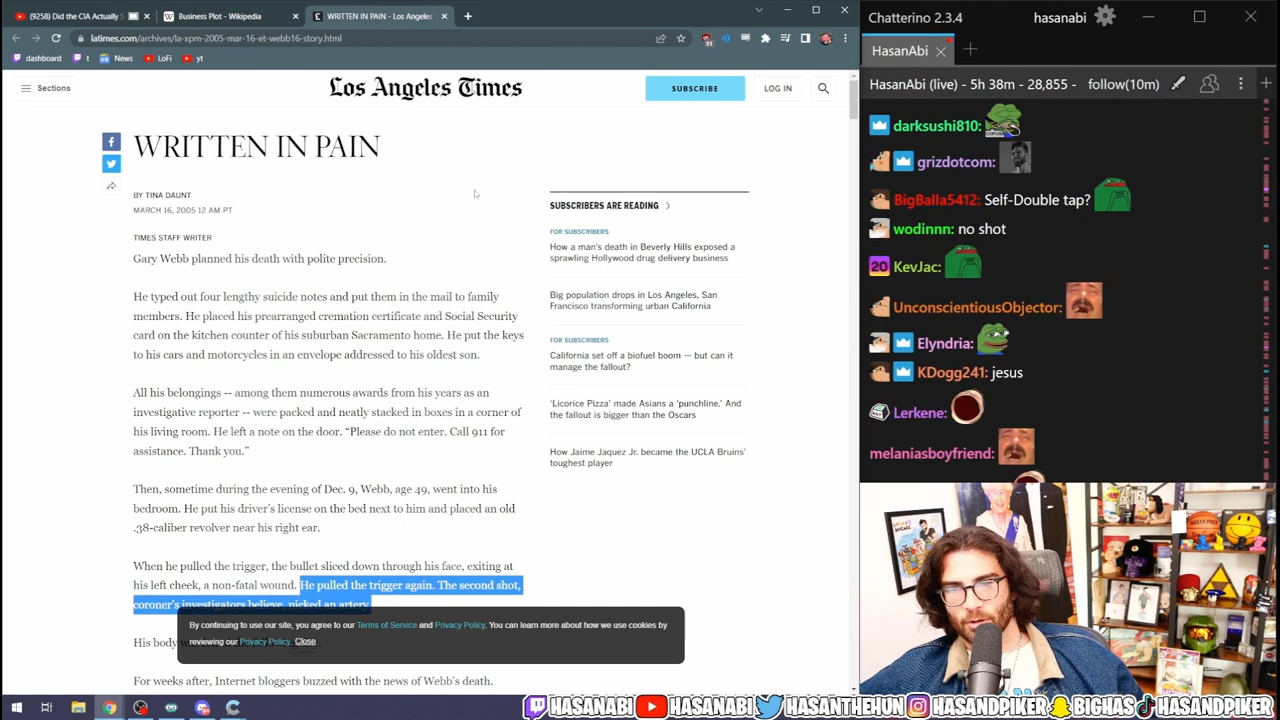 (9258) Did the CIA Actually S
Business Plot - Wikipedia
WRITTEN IN PAIN - Los Angeles
latimes.com/archives/la-xpm-2005-mar-16-et-webb16-story.html
dashboard
t
News
LoFi
yt
Sections
Los Angeles Times
SUBSCRIBE
LOG IN
WRITTEN IN PAIN
BY TINA DAUNT
MARCH 16, 2005 12 AM PT
TIMES STAFF WRITER
Gary Webb planned his death with polite precision.
He typed out four lengthy suicide notes and put them in the mail to family
members. He placed his prearranged cremation certificate and Social Security
card on the kitchen counter of his suburban Sacramento home. He put the keys
to his cars and motorcycles in an envelope addressed to his oldest son.
All his belongings -- among them numerous awards from his years as an
investigative reporter -- were packed and neatly stacked in boxes in a corner of
his living room. He left a note on the door. “Please do not enter. Call 911 for
assistance. Thank you.”
Then, sometime during the evening of Dec. 9, Webb, age 49, went into his
bedroom. He put his driver’s license on the bed next to him and placed an old
.38-caliber revolver near his right ear.
When he pulled the trigger, the bullet sliced down through his face, exiting at
his left cheek, a non-fatal wound. He pulled the trigger again. The second shot,
coroner’s investigators believe, nicked an artery.
His body
For weeks after, Internet bloggers buzzed with the news of Webb’s death.
By continuing to use our site, you agree to our Terms of Service and Privacy Policy. You can learn more about how we use cookies by
reviewing our Privacy Policy. Close
SUBSCRIBERS ARE READING
FOR SUBSCRIBERS
How a man’s death in Beverly Hills exposed a
sprawling Hollywood drug delivery business
Big population drops in Los Angeles, San
Francisco transforming urban California
FOR SUBSCRIBERS
California set off a biofuel boom — but can it
manage the fallout?
‘Licorice Pizza’ made Asians a ‘punchline.’ And
the fallout is bigger than the Oscars
How Jaime Jaquez Jr. became the UCLA Bruins’
toughest player
Chatterino 2.3.4
hasanabi
HasanAbi
HasanAbi (live) - 5h 38m - 28,855 - follow(10m)
darksushi810:
grizdotcom:
BigBalla5412: Self-Double tap?
wodinnn: no shot
20 KevJac:
UnconscientiousObjector:
Elyndria:
KDogg241: jesus
Lerkene:
melaniasboyfriend:
HASANABI HASANABI HASANTHEHUN HASANDPIKER BIGHAS HASANDPIKER